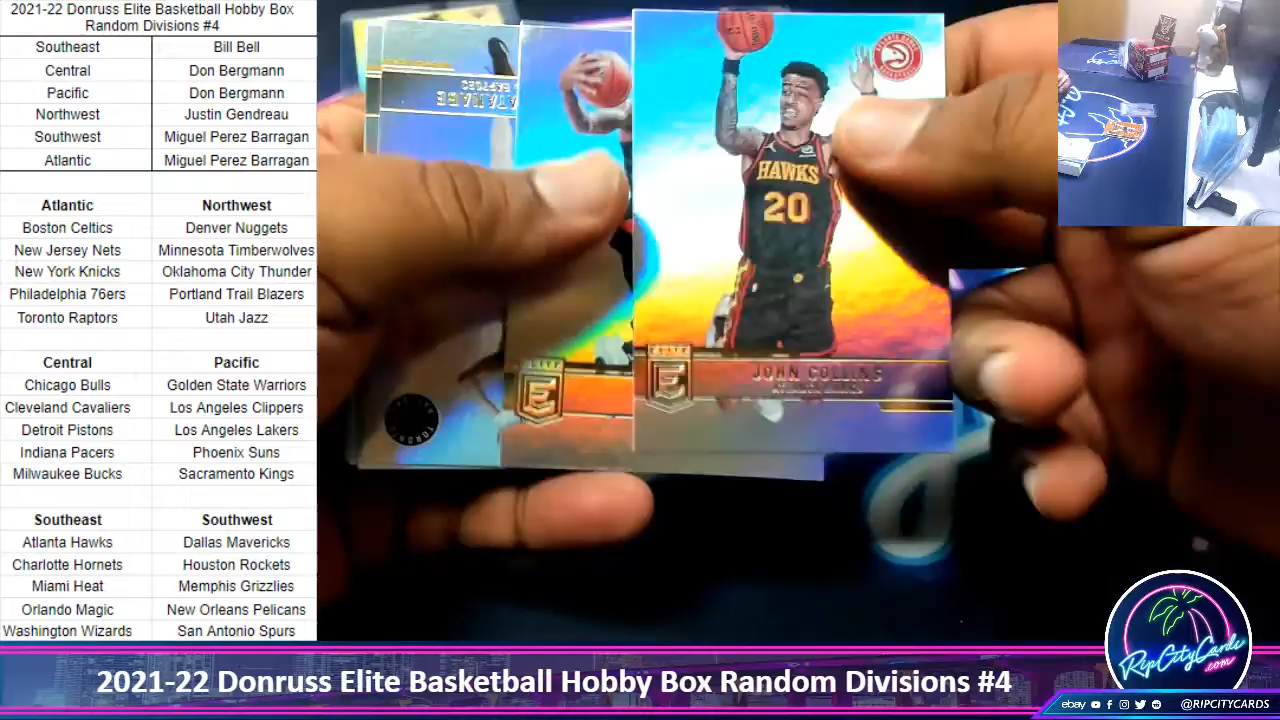 2021-22 Donruss Elite Basketball Hobby Box
Random Divisions #4
Southeast Bill Bell
Central Don Bergmann
Pacific Don Bergmann
Northwest Justin Gendreau
Southwest Miguel Perez Barragan
Atlantic Miguel Perez Barragan
Atlantic Northwest
Boston Celtics Denver Nuggets
New Jersey Nets Minnesota Timberwolves
New York Knicks Oklahoma City Thunder
Philadelphia 76ers Portland Trail Blazers
Toronto Raptors Utah Jazz
Central Pacific
Chicago Bulls Golden State Warriors
Cleveland Cavaliers Los Angeles Clippers
Detroit Pistons Los Angeles Lakers
Indiana Pacers Phoenix Suns
Milwaukee Bucks Sacramento Kings
Southeast Southwest
Atlanta Hawks Dallas Mavericks
Charlotte Hornets Houston Rockets
Miami Heat Memphis Grizzlies
Orlando Magic New Orleans Pelicans
Washington Wizards San Antonio Spurs
HAWKS
20
ELITE
E
JOHN COLLINS
ELITE
E
RipCityCards
.com
2021-22 Donruss Elite Basketball Hobby Box Random Divisions #4
ebay @RIPCITYCARDS